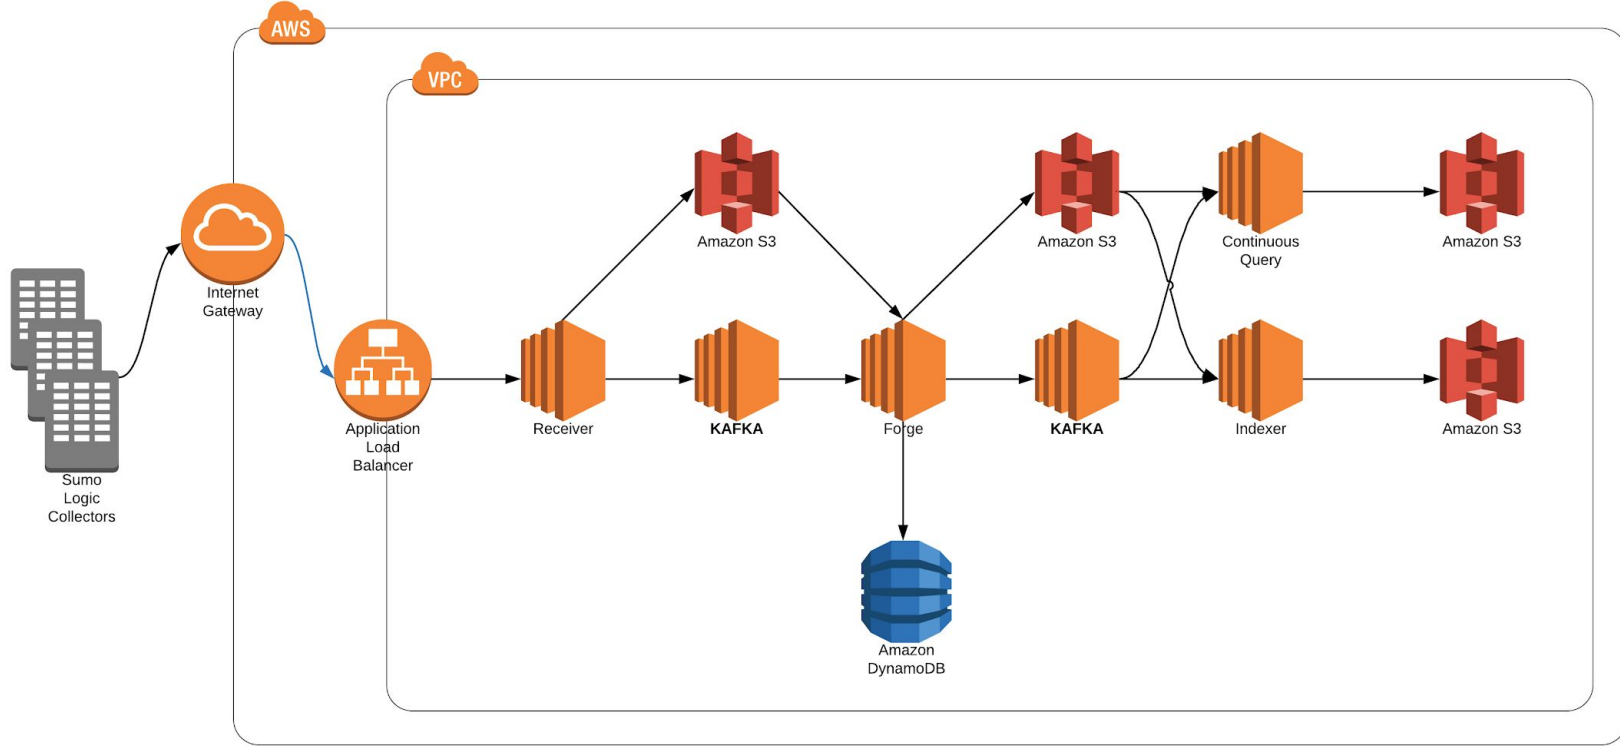 AWS
VPC
Amazon S3
Amazon S3
Continuous
Query
Amazon S3
Internet
Gateway
Application
Load
Balancer
Receiver
KAFKA
Forge
KAFKA
Indexer
Amazon S3
Sumo
Logic
Collectors
Amazon
DynamoDB